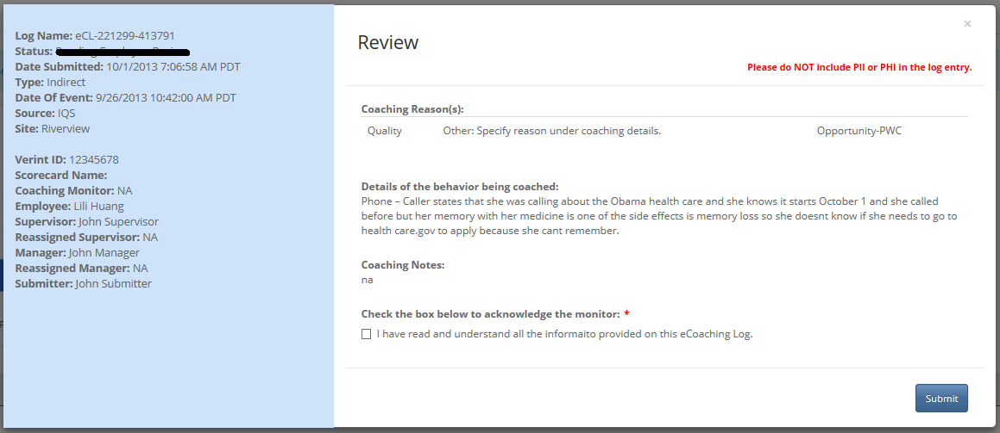 Log Name: eCL-221299-413791
Status:
Date Submitted: 10/1/2013 7:06:58 AM PDT
Type: Indirect
Date Of Event: 9/26/2013 10:42:00 AM PDT
Source: IQS
Site: Riverview
Verint ID: 12345678
Scorecard Name:
Coaching Monitor: NA
Employee: Lili Huang
Supervisor: John Supervisor
Reassigned Supervisor: NA
Manager: John Manager
Reassigned Manager: NA
Submitter: John Submitter
×
Review
Please do NOT include PII or PHI in the log entry.
Coaching Reason(s):
Quality Other: Specify reason under coaching details. Opportunity-PWC
Details of the behavior being coached:
Phone – Caller states that she was calling about the Obama health care and she knows it starts October 1 and she called
before but her memory with her medicine is one of the side effects is memory loss so she doesnt know if she needs to go to
health care.gov to apply because she cant remember.
Coaching Notes:
na
Check the box below to acknowledge the monitor: *
I have read and understand all the informaito provided on this eCoaching Log.
Submit